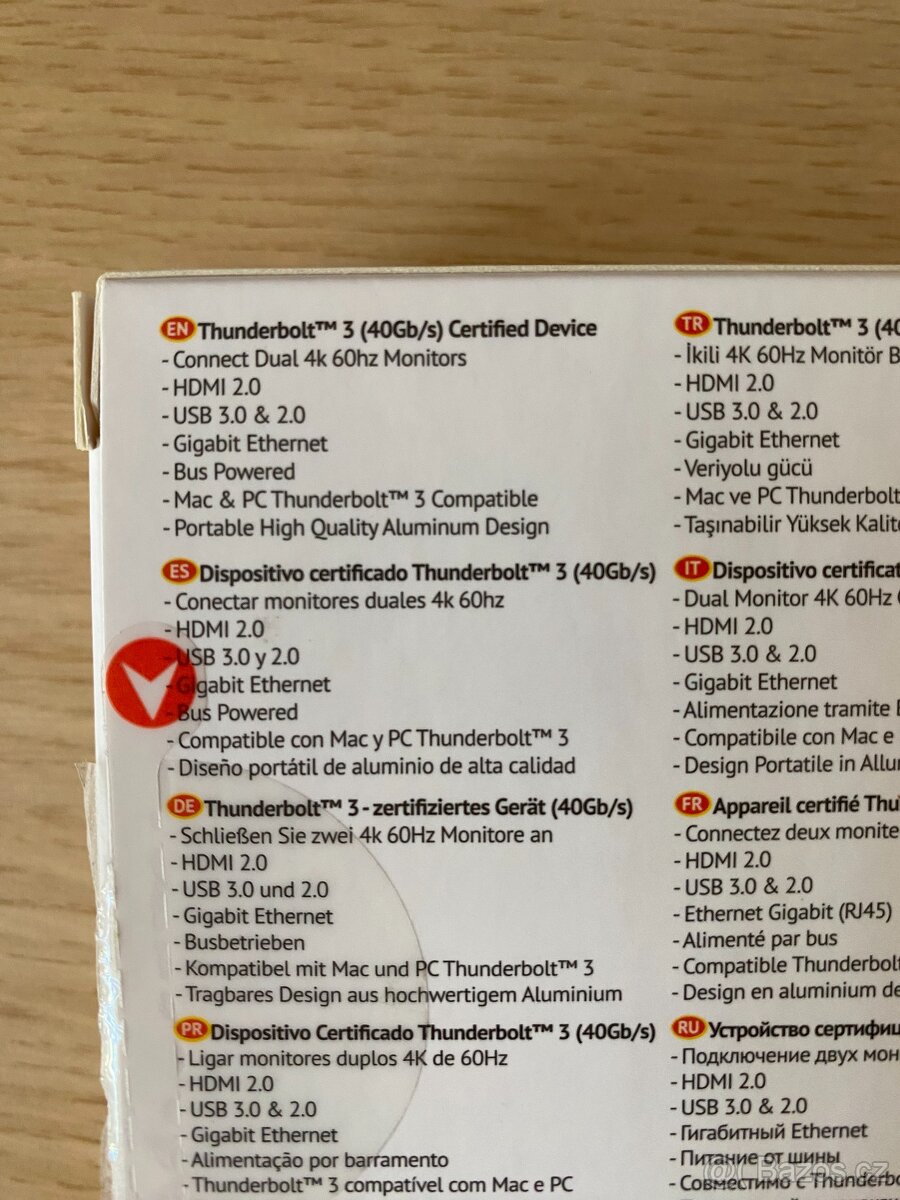 EN Thunderbolt™ 3 (40Gb/s) Certified Device
- Connect Dual 4k 60hz Monitors
- HDMI 2.0
- USB 3.0 & 2.0
- Gigabit Ethernet
- Bus Powered
- Mac & PC Thunderbolt™ 3 Compatible
- Portable High Quality Aluminum Design
ES Dispositivo certificado Thunderbolt™ 3 (40Gb/s)
- Conectar monitores duales 4k 60hz
- HDMI 2.0
- USB 3.0 y 2.0
- Gigabit Ethernet
- Bus Powered
- Compatible con Mac y PC Thunderbolt™ 3
- Diseño portátil de aluminio de alta calidad
DE Thunderbolt™ 3 - zertifiziertes Gerät (40Gb/s)
- Schließen Sie zwei 4k 60Hz Monitore an
- HDMI 2.0
- USB 3.0 und 2.0
- Gigabit Ethernet
- Busbetrieben
- Kompatibel mit Mac und PC Thunderbolt™ 3
- Tragbares Design aus hochwertigem Aluminium
PR Dispositivo Certificado Thunderbolt™ 3 (40Gb/s)
- Ligar monitores duplos 4K de 60Hz
- HDMI 2.0
- USB 3.0 & 2.0
- Gigabit Ethernet
- Alimentação por barramento
- Thunderbolt™ 3 compatível com Mac e PC
TR Thunderbolt™ 3 (40
- İkili 4K 60Hz Monitör B
- HDMI 2.0
- USB 3.0 & 2.0
- Gigabit Ethernet
- Veriyolu gücü
- Mac ve PC Thunderbolt
- Taşınabilir Yüksek Kalite
IT Dispositivo certificat
- Dual Monitor 4K 60Hz
- HDMI 2.0
- USB 3.0 & 2.0
- Gigabit Ethernet
- Alimentazione tramite
- Compatibile con Mac e
- Design Portatile in Allu
FR Appareil certifié Thu
- Connectez deux monite
- HDMI 2.0
- USB 3.0 & 2.0
- Ethernet Gigabit (RJ45)
- Alimenté par bus
- Compatible Thunderbolt
- Design en aluminium de
RU Устройство сертифиц
- Подключение двух мон
- HDMI 2.0
- USB 3.0 & 2.0
- Гигабитный Ethernet
- Питание от шины
- Совместимо с Thunderbo
Bazos.cz